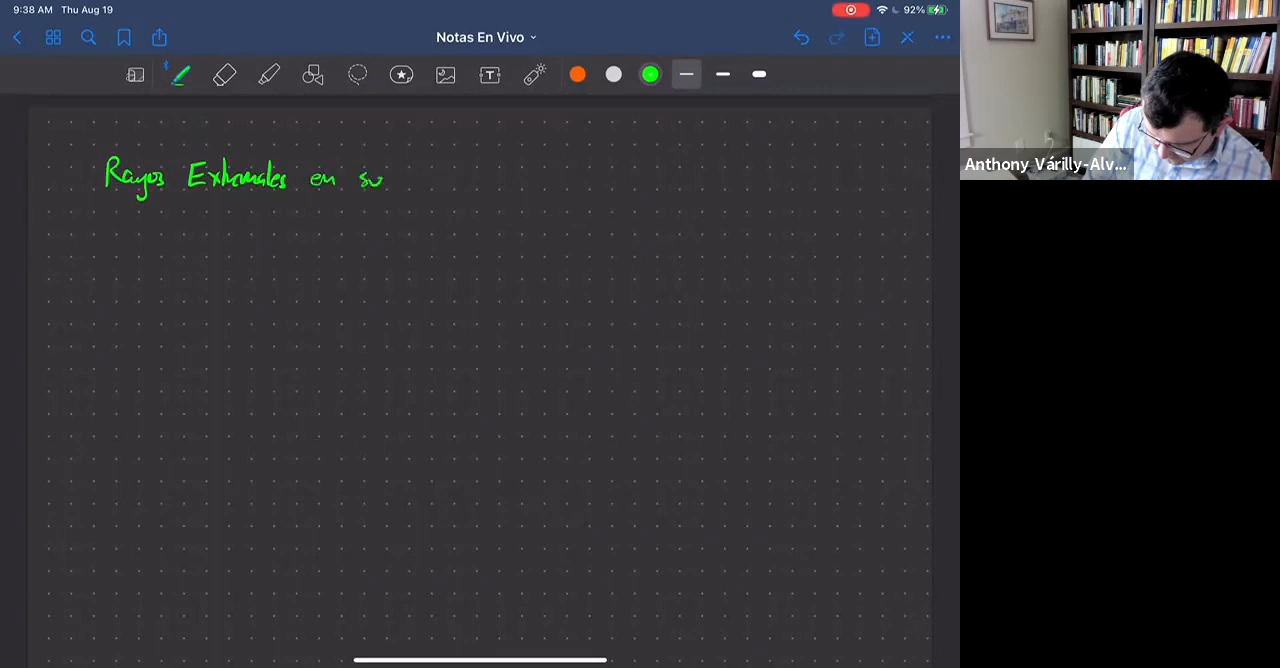 9:38 AM Thu Aug 19
92%
Notas En Vivo
Anthony Várilly-Alv...
Rayos Extremales en su